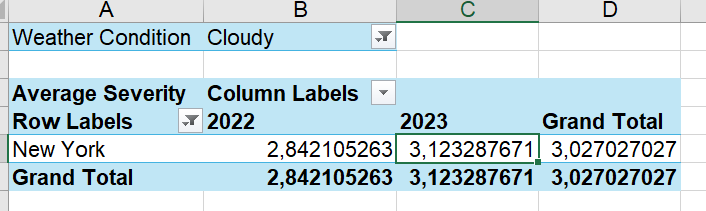 A B C D
Weather Condition Cloudy
Average Severity Column Labels
Row Labels 2022 2023 Grand Total
New York 2,842105263 3,123287671 3,027027027
Grand Total 2,842105263 3,123287671 3,027027027